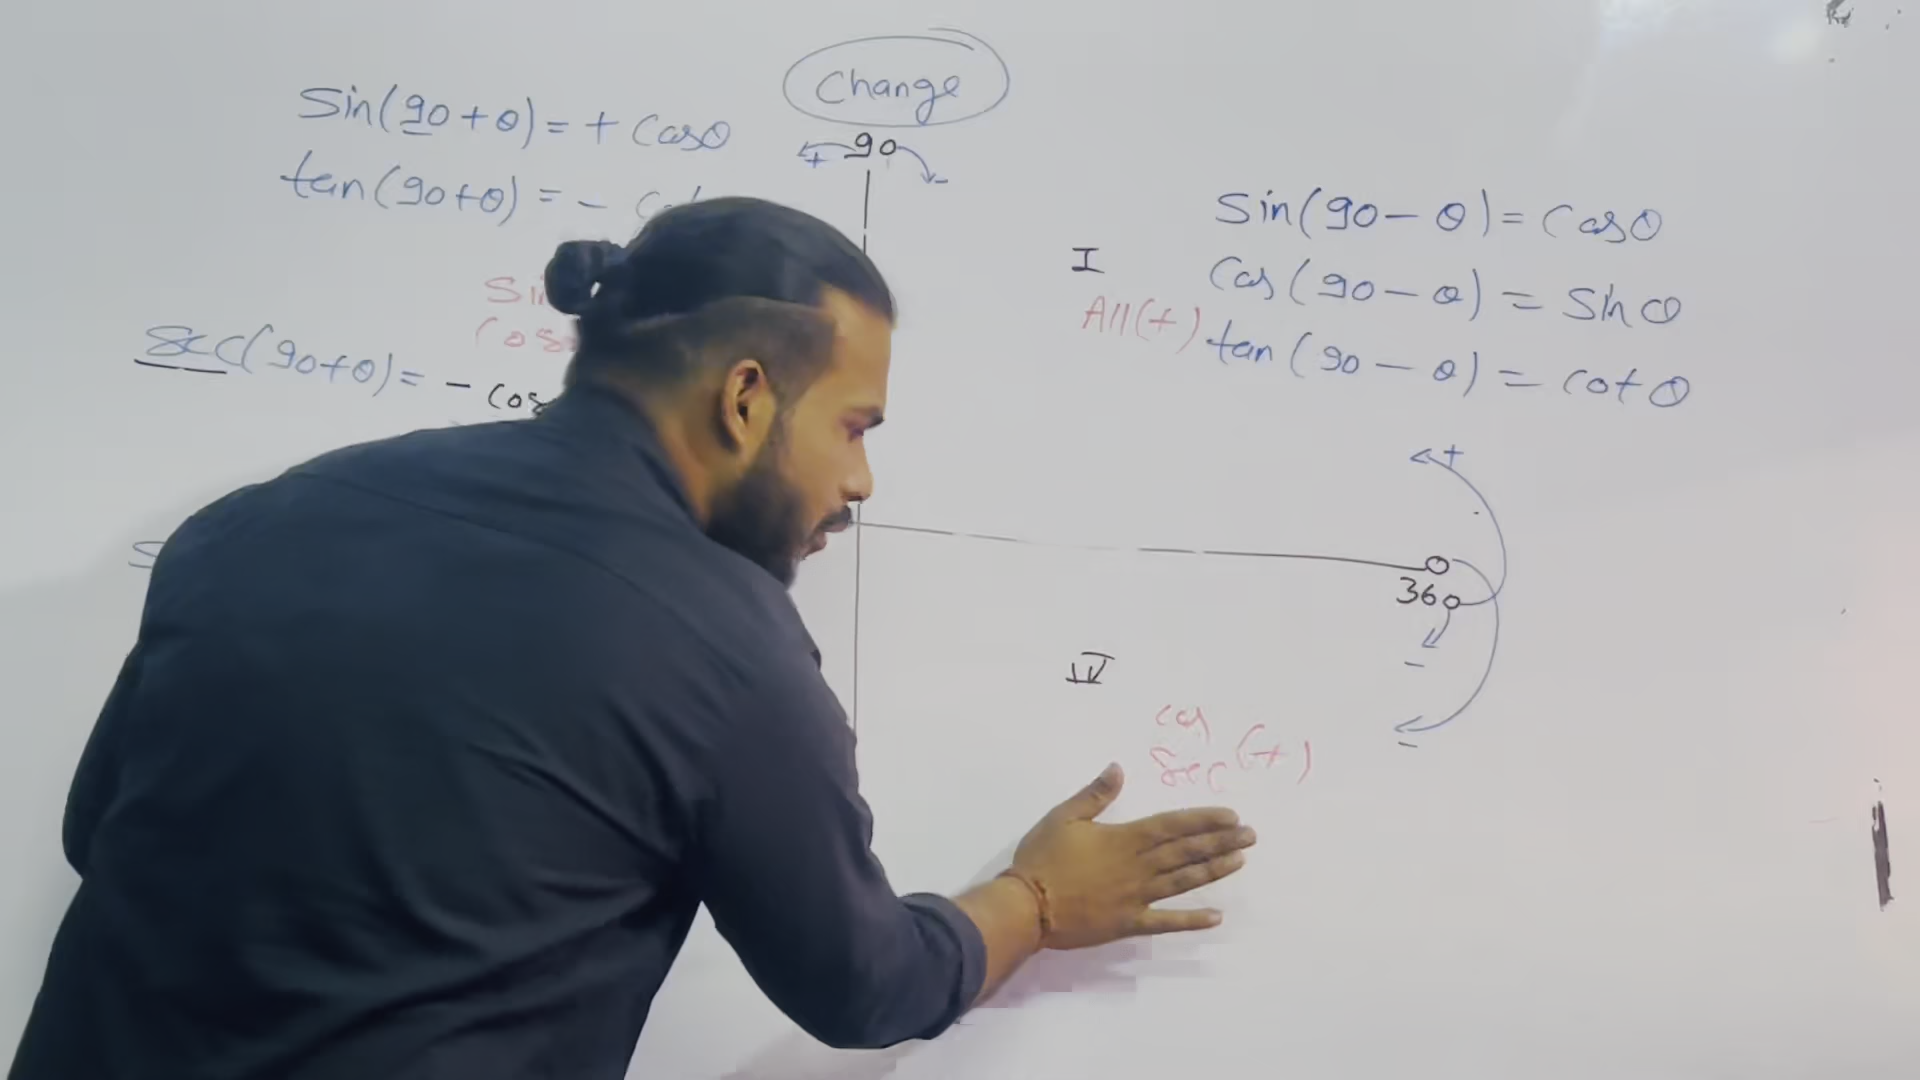 Change
90
+
-
Sin(90+θ) = + Cosθ
tan(90+θ) = -
Sec(90+θ) = - Cos
I
All(+)
Sin(90-θ) = Cosθ
Cos(90-θ) = Sinθ
tan(90-θ) = Cotθ
+
0
360
-
-
IV
Cos
Sec (+)